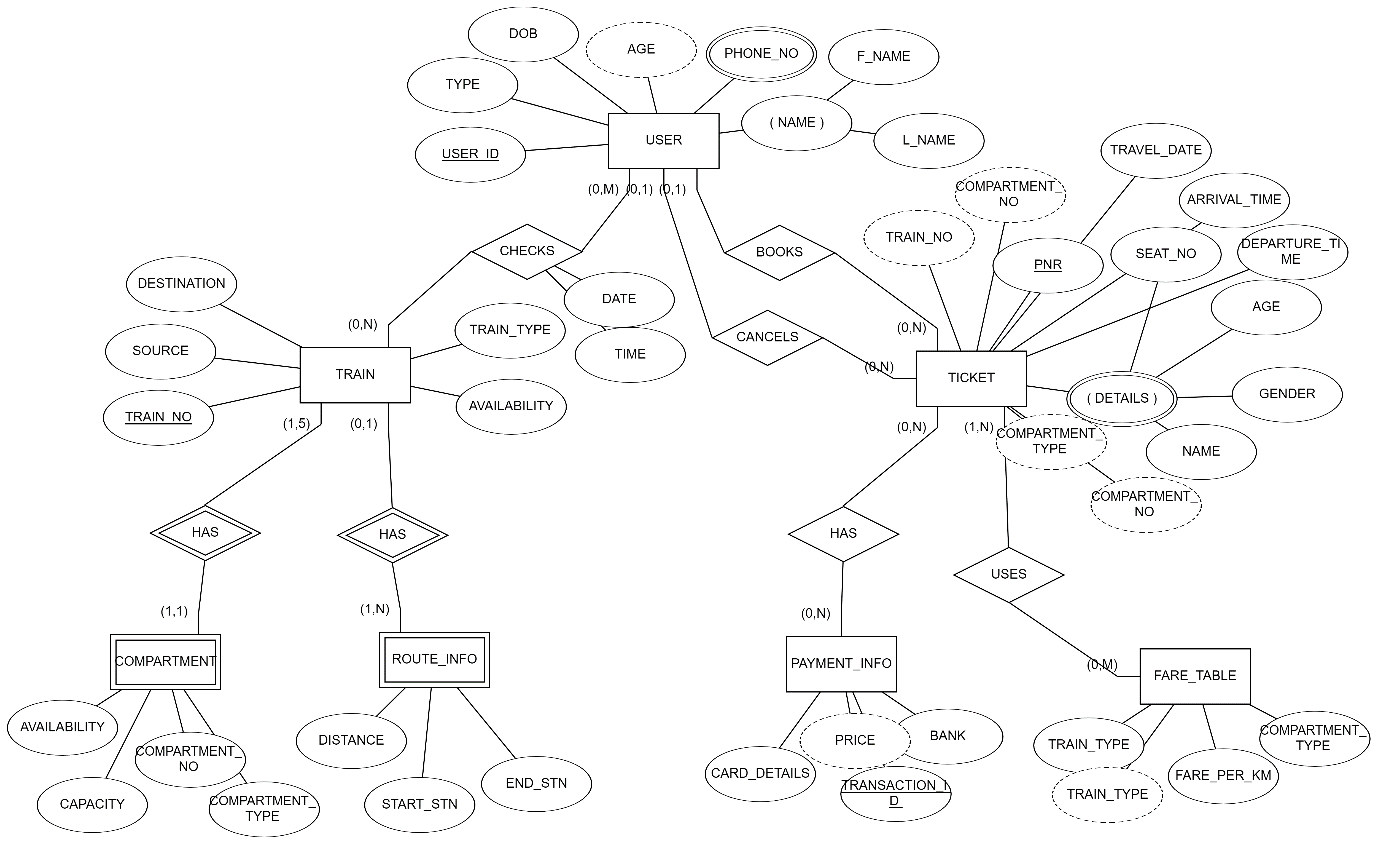 DOB
AGE
PHONE_NO
F_NAME
TYPE
( NAME )
USER
L_NAME
USER_ID
TRAVEL_DATE
(0,M)
(0,1)
(0,1)
COMPARTMENT_
NO
ARRIVAL_TIME
TRAIN_NO
CHECKS
BOOKS
PNR
SEAT_NO
DEPARTURE_TI
ME
DESTINATION
DATE
AGE
(0,N)
(0,N)
TRAIN_TYPE
SOURCE
CANCELS
TIME
TRAIN
(0,N)
TICKET
( DETAILS )
GENDER
TRAIN_NO
AVAILABILITY
(1,5)
(0,1)
(0,N)
(1,N)
COMPARTMENT_
TYPE
NAME
COMPARTMENT_
NO
HAS
HAS
HAS
USES
(1,1)
(1,N)
(0,N)
COMPARTMENT
ROUTE_INFO
PAYMENT_INFO
(0,M)
FARE_TABLE
AVAILABILITY
COMPARTMENT_
NO
DISTANCE
PRICE
BANK
TRAIN_TYPE
COMPARTMENT_
TYPE
CAPACITY
COMPARTMENT_
TYPE
START_STN
END_STN
CARD_DETAILS
TRANSACTION_I
D
TRAIN_TYPE
FARE_PER_KM